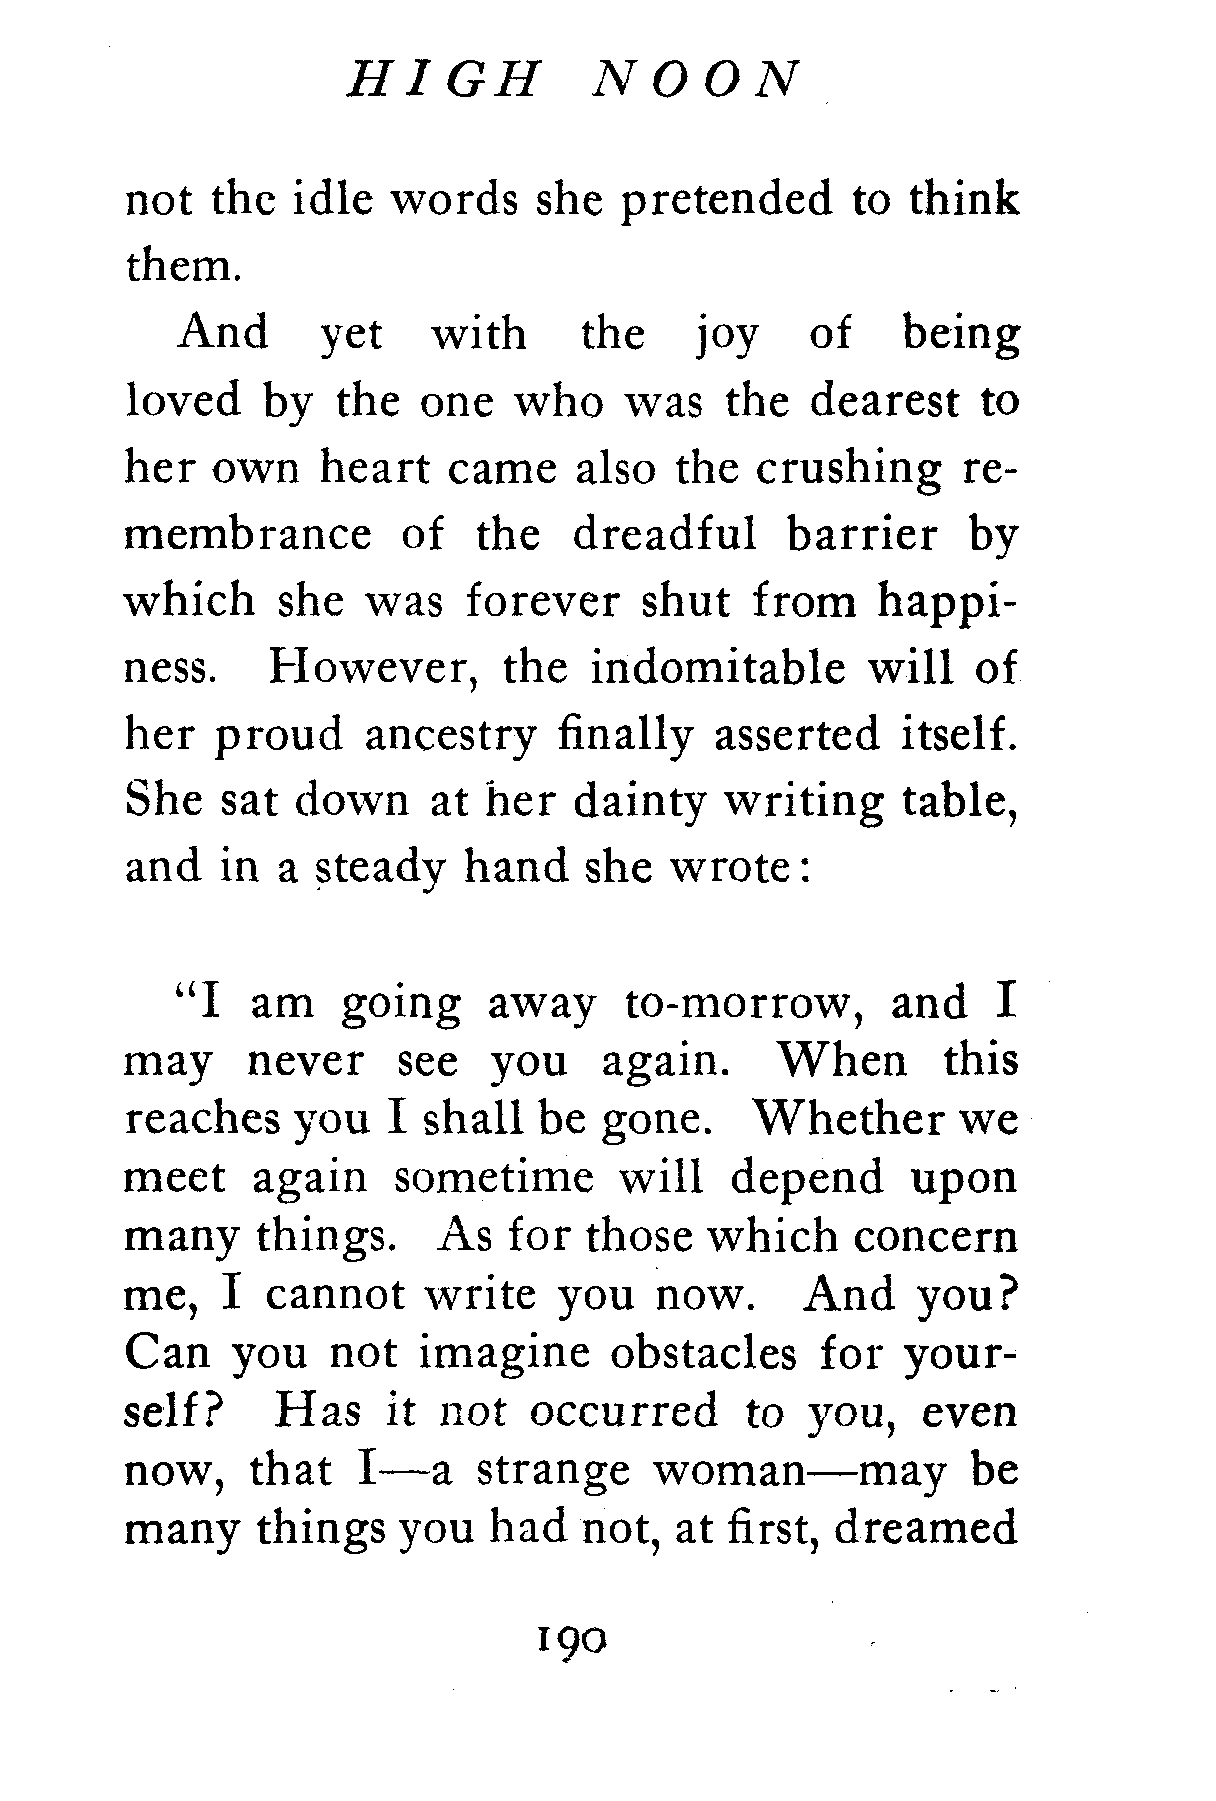 HIGH NOON
not the idle words she pretended to think
them.
And yet with the joy of being
loved by the one who was the dearest to
her own heart came also the crushing re-
membrance of the dreadful barrier by
which she was forever shut from happi-
ness. However, the indomitable will of
her proud ancestry finally asserted itself.
She sat down at her dainty writing table,
and in a steady hand she wrote:
"I am going away to-morrow, and I
may never see you again. When this
reaches you I shall be gone. Whether we
meet again sometime will depend upon
many things. As for those which concern
me, I cannot write you now. And you?
Can you not imagine obstacles for your-
self? Has it not occurred to you, even
now, that I—a strange woman—may be
many things you had not, at first, dreamed
190